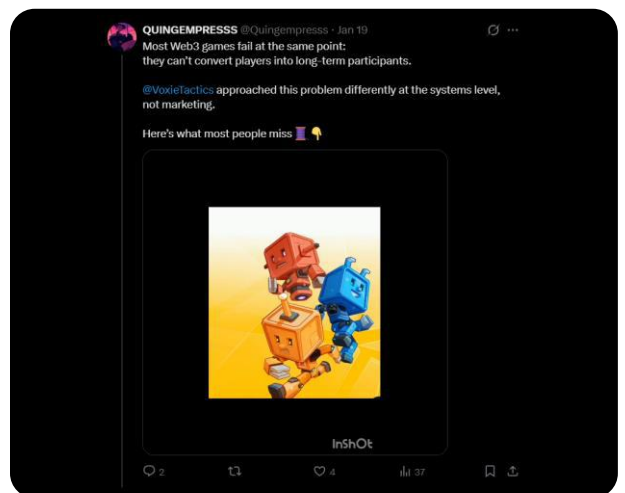 QUINGEMPRESSS @Quingempresss · Jan 19
Most Web3 games fail at the same point:
they can't convert players into long-term participants.
@VoxieTactics approached this problem differently at the systems level,
not marketing.
Here's what most people miss 🧵 👇
InShOt
2 4 37